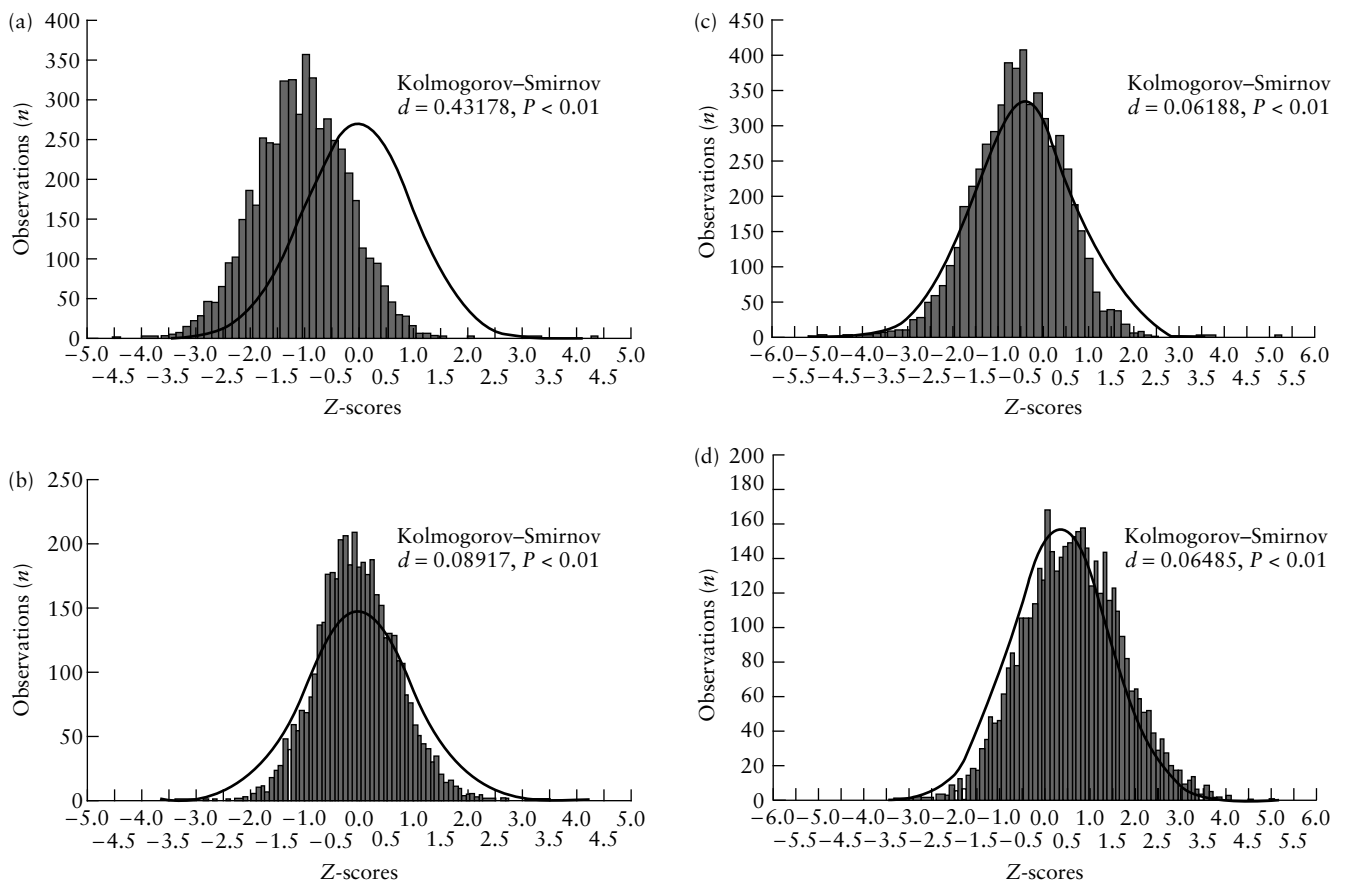 (a)
400
350
300
250
200
150
100
50
0
Observations (n)
Kolmogorov–Smirnov
d = 0.43178, P < 0.01
−5.0 −3.0 −2.0 −1.0 0.0 1.0 2.0 3.0 4.0 5.0
−4.5 −3.5 −2.5 −1.5 −0.5 0.5 1.5 2.5 3.5 4.5
Z-scores
(c)
450
400
350
300
250
200
150
100
50
0
Observations (n)
Kolmogorov–Smirnov
d = 0.06188, P < 0.01
−6.0 −5.0 −4.0 −3.0 −2.0 −1.0 0.0 1.0 2.0 3.0 4.0 5.0 6.0
−5.5 −4.5 −3.5 −2.5 −1.5 −0.5 0.5 1.5 2.5 3.5 4.5 5.5
Z-scores
(b)
250
200
150
100
50
0
Observations (n)
Kolmogorov–Smirnov
d = 0.08917, P < 0.01
−5.0 −4.0 −3.0 −2.0 −1.0 0.0 1.0 2.0 3.0 4.0 5.0
−4.5 −3.5 −2.5 −1.5 −0.5 0.5 1.5 2.5 3.5 4.5
Z-scores
(d)
200
180
160
140
120
100
80
60
40
20
0
Observations (n)
Kolmogorov–Smirnov
d = 0.06485, P < 0.01
−6.0 −5.0 −4.0 −3.0 −2.0 −1.0 0.0 1.0 2.0 3.0 4.0 5.0 6.0
−5.5 −4.5 −3.5 −2.5 −1.5 −0.5 0.5 1.5 2.5 3.5 4.5 5.5
Z-scores